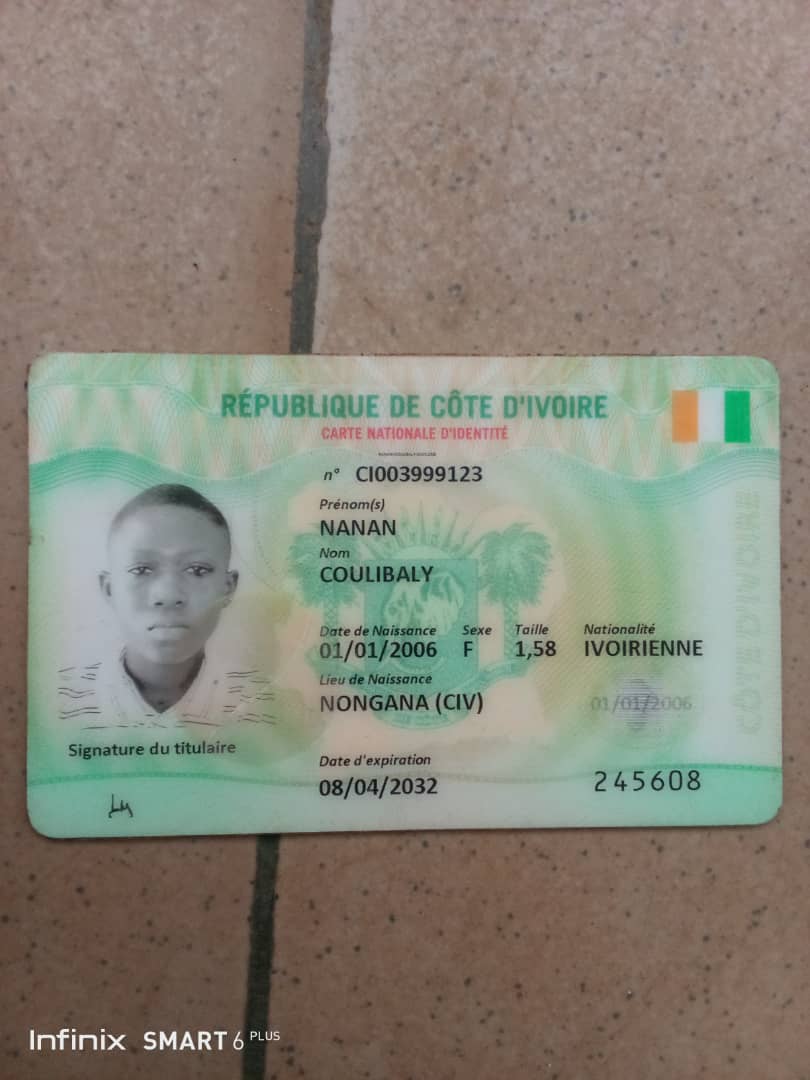 RÉPUBLIQUE DE CÔTE D'IVOIRE
CARTE NATIONALE D'IDENTITÉ
n° CI003999123
Prénom(s)
NANAN
Nom
COULIBALY
Date de Naissance Sexe Taille Nationalité
01/01/2006 F 1,58 IVOIRIENNE
Lieu de Naissance
NONGANA (CIV)
01/01/2006
Signature du titulaire
Date d'expiration
08/04/2032
245608
CÔTE D'IVOIRE
Infinix SMART 6 PLUS